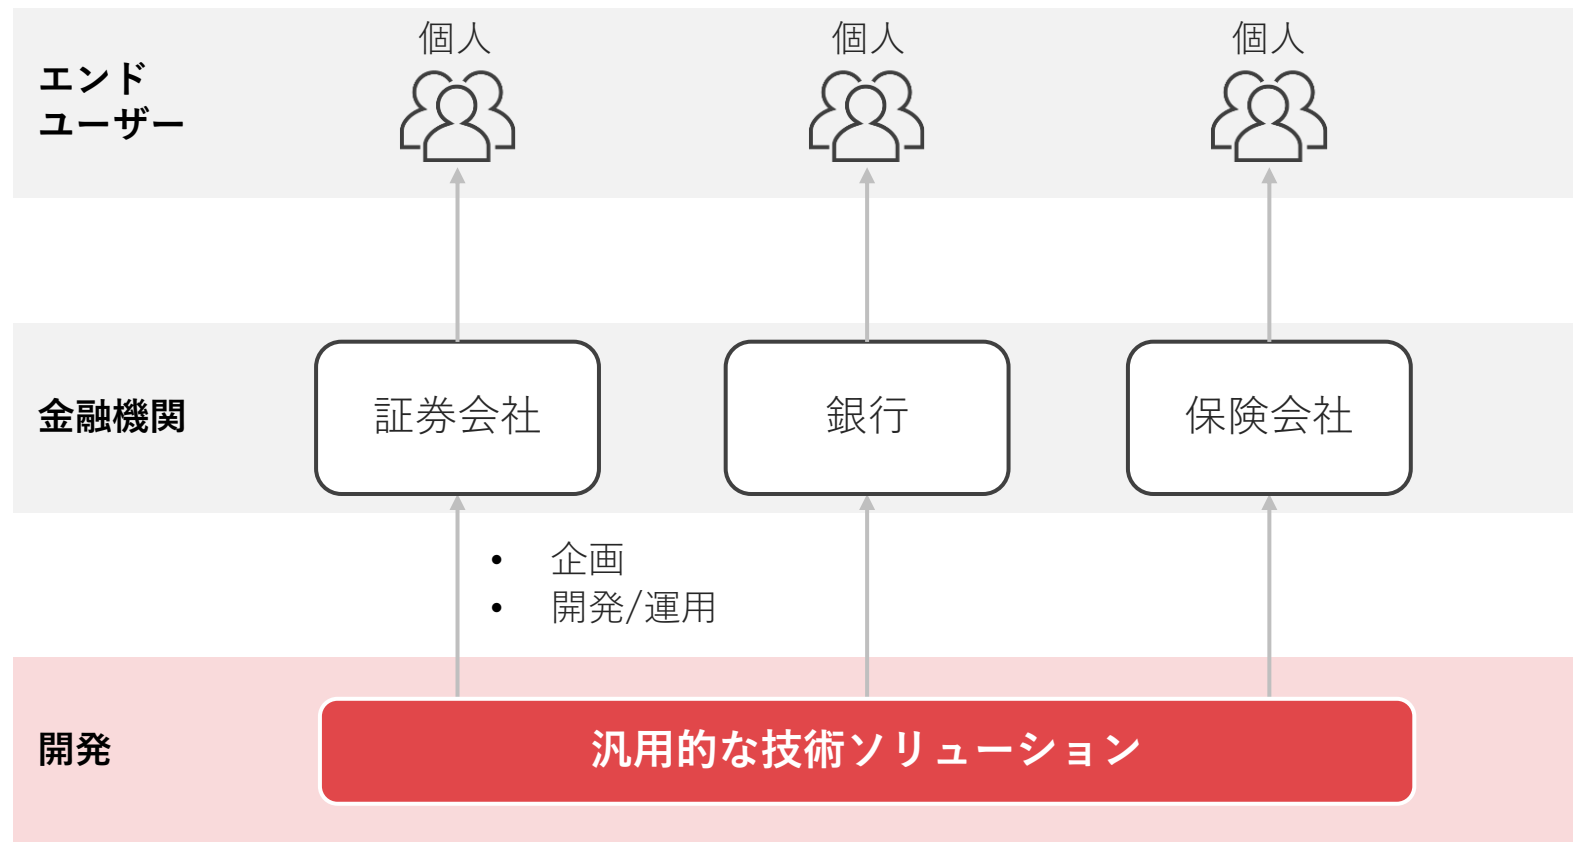 個人
個人
個人
エンド
ユーザー
金融機関
証券会社
銀行
保険会社
• 企画
• 開発/運用
開発
汎用的な技術ソリューション